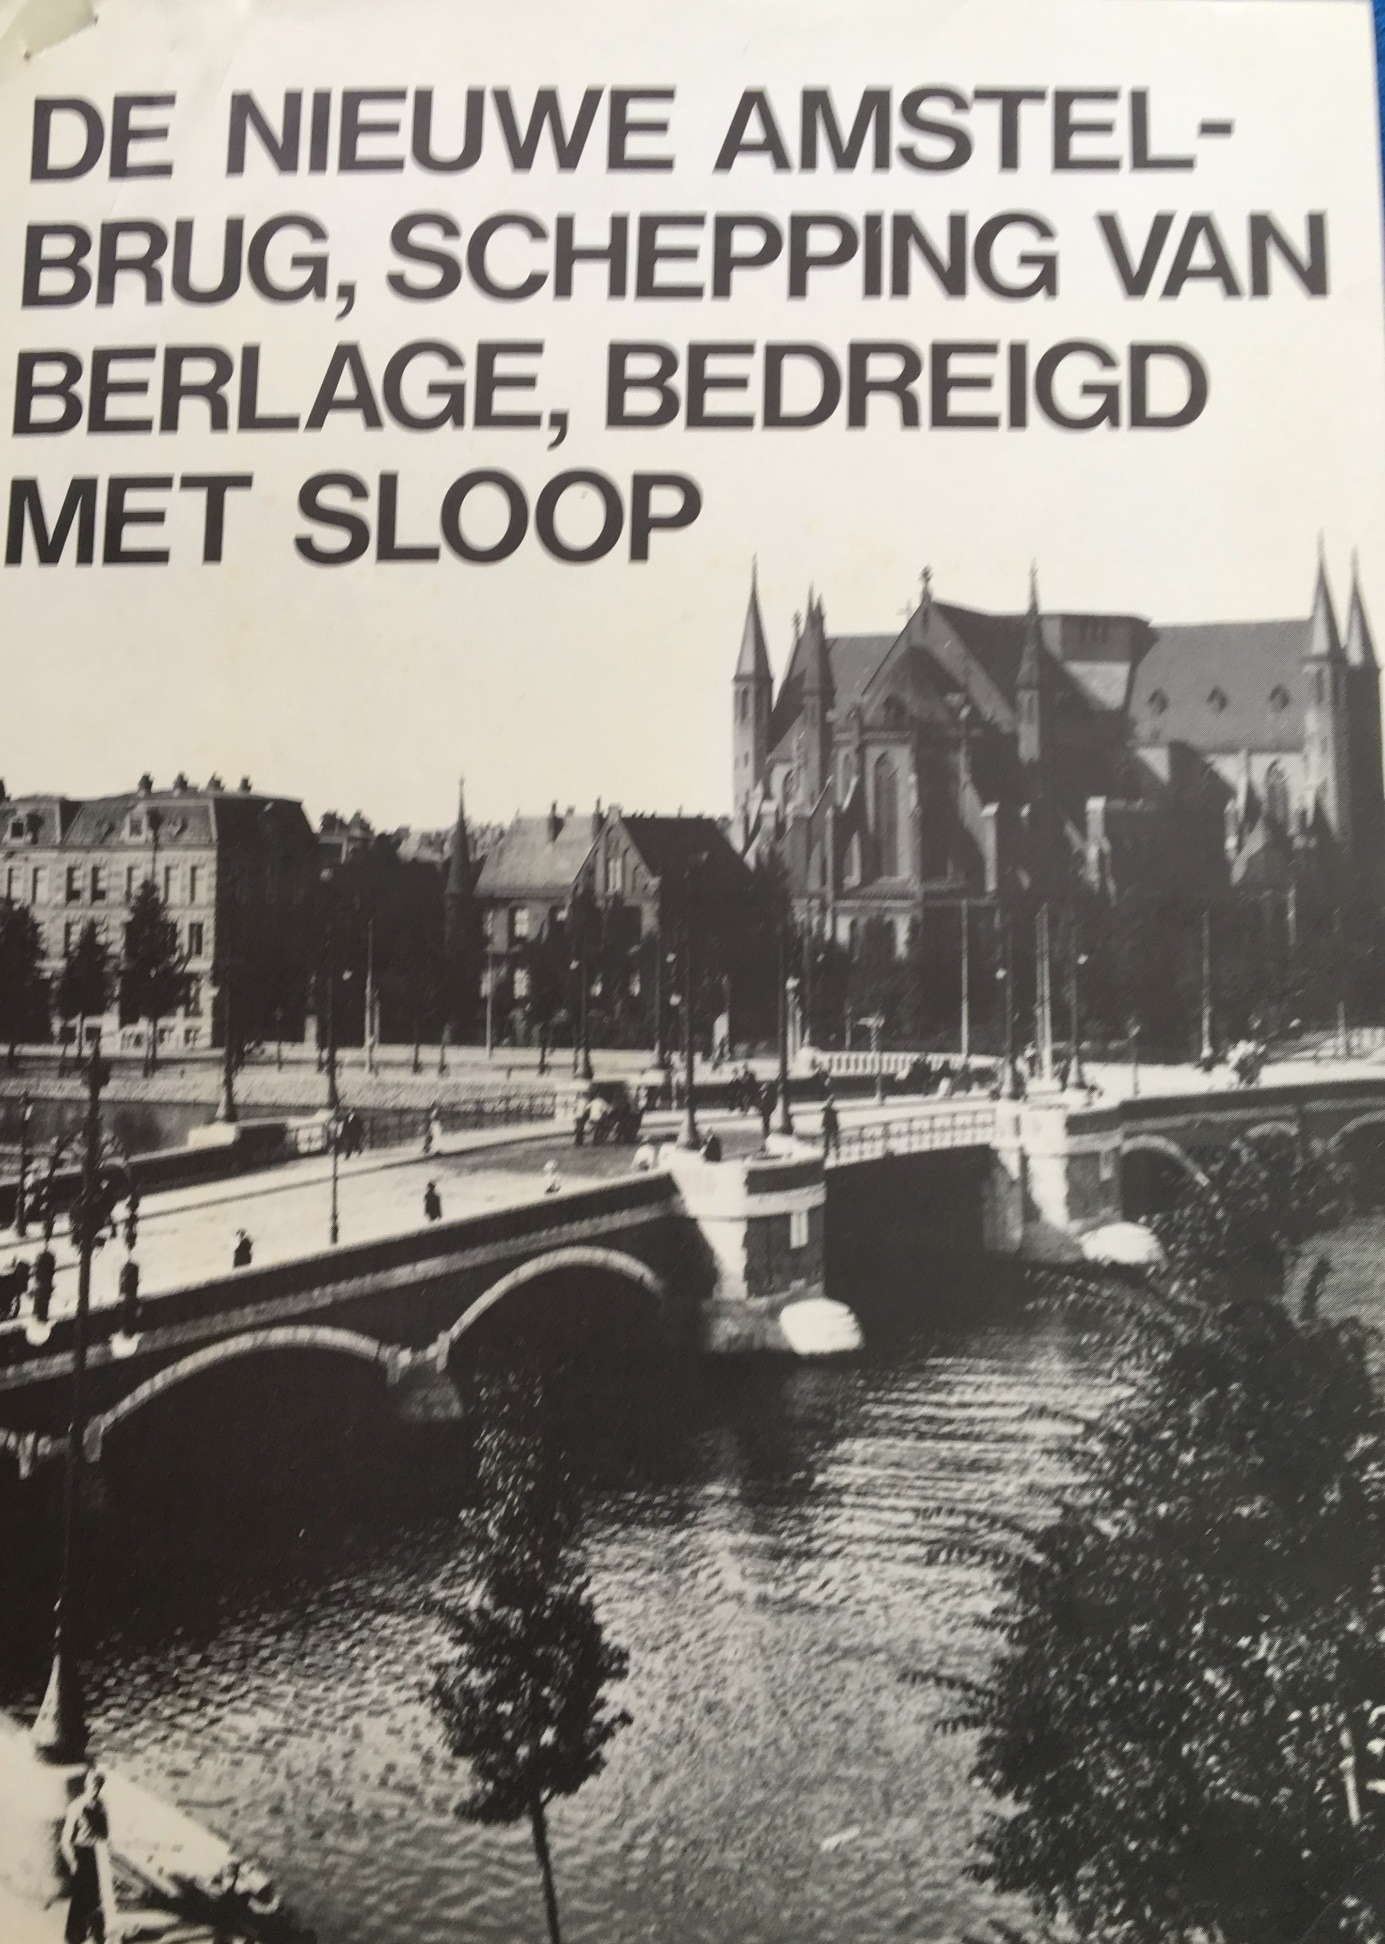 DE NIEUWE AMSTEL-
BRUG, SCHEPPING VAN
BERLAGE, BEDREIGD
MET SLOOP